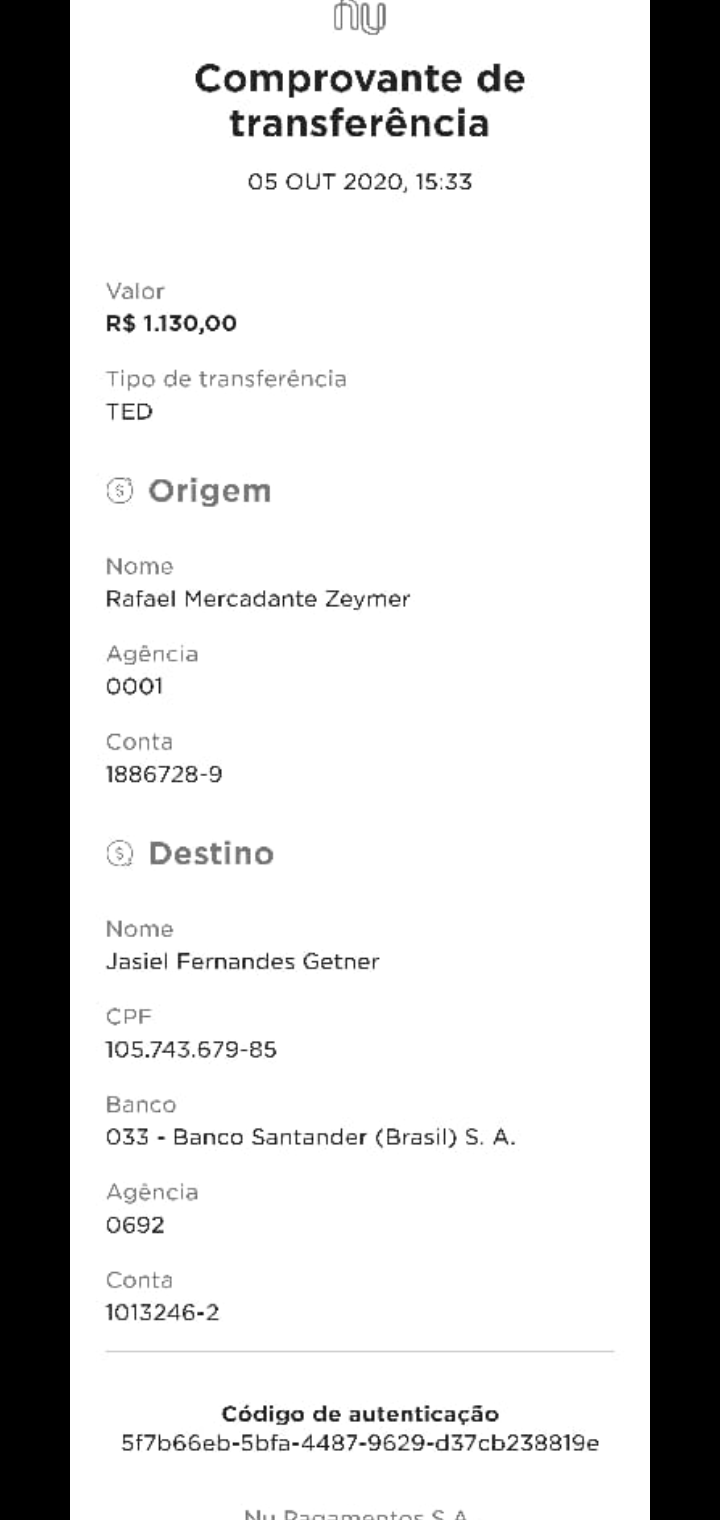 nu
Comprovante de
transferência
05 OUT 2020, 15:33
Valor
R$ 1.130,00
Tipo de transferência
TED
Origem
Nome
Rafael Mercadante Zeymer
Agência
0001
Conta
1886728-9
Destino
Nome
Jasiel Fernandes Getner
CPF
105.743.679-85
Banco
033 - Banco Santander (Brasil) S. A.
Agência
0692
Conta
1013246-2
Código de autenticação
5f7b66eb-5bfa-4487-9629-d37cb238819e
Nu Pagamentos S.A.